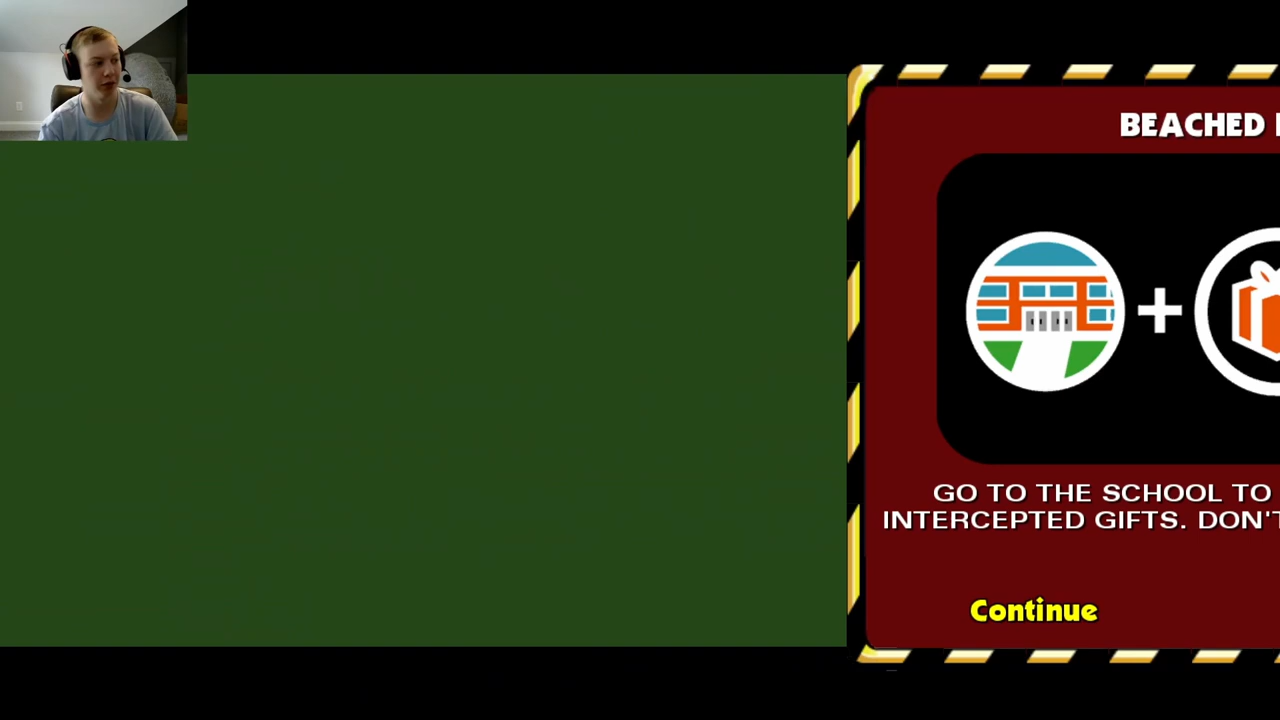 BEACHED
GO TO THE SCHOOL TO
INTERCEPTED GIFTS. DON'T
Continue